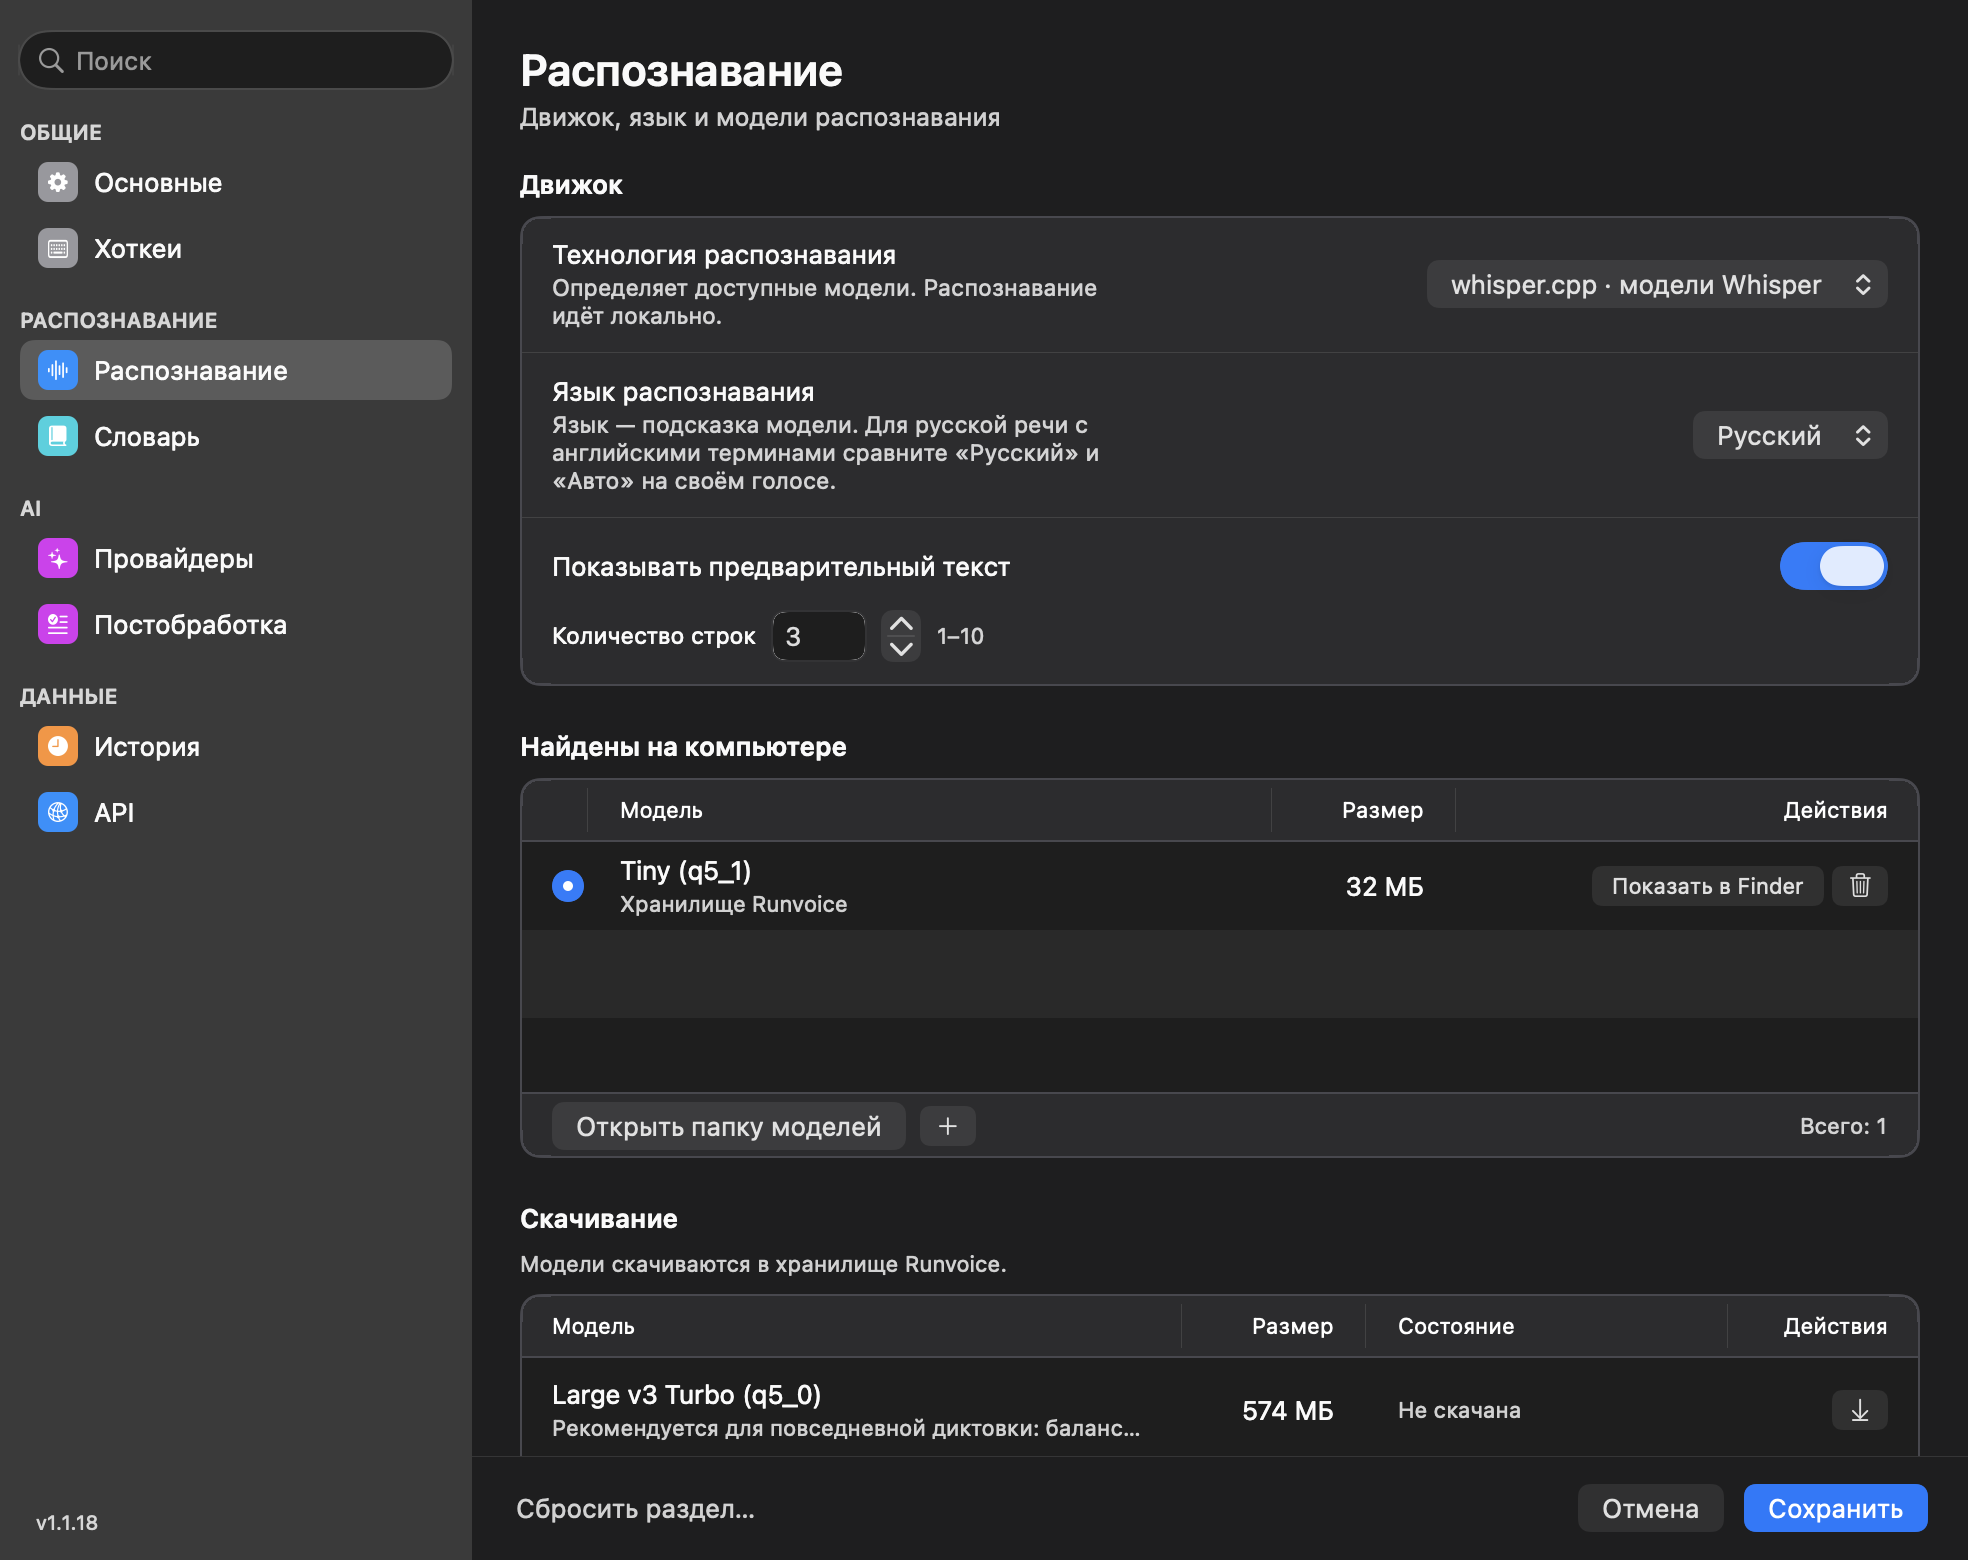 Поиск
ОБЩИЕ
Основные
Хоткеи
РАСПОЗНАВАНИЕ
Распознавание
Словарь
AI
Провайдеры
Постобработка
ДАННЫЕ
История
API
v1.1.18
Распознавание
Движок, язык и модели распознавания
Движок
Технология распознавания
Определяет доступные модели. Распознавание
идёт локально.
whisper.cpp · модели Whisper
Язык распознавания
Язык — подсказка модели. Для русской речи с
английскими терминами сравните «Русский» и
«Авто» на своём голосе.
Русский
Показывать предварительный текст
Количество строк 3 1–10
Найдены на компьютере
Модель Размер Действия
Tiny (q5_1)
Хранилище Runvoice
32 МБ
Показать в Finder
Открыть папку моделей +
Всего: 1
Скачивание
Модели скачиваются в хранилище Runvoice.
Модель Размер Состояние Действия
Large v3 Turbo (q5_0)
Рекомендуется для повседневной диктовки: баланс...
574 МБ
Не скачана
Сбросить раздел...
Отмена
Сохранить